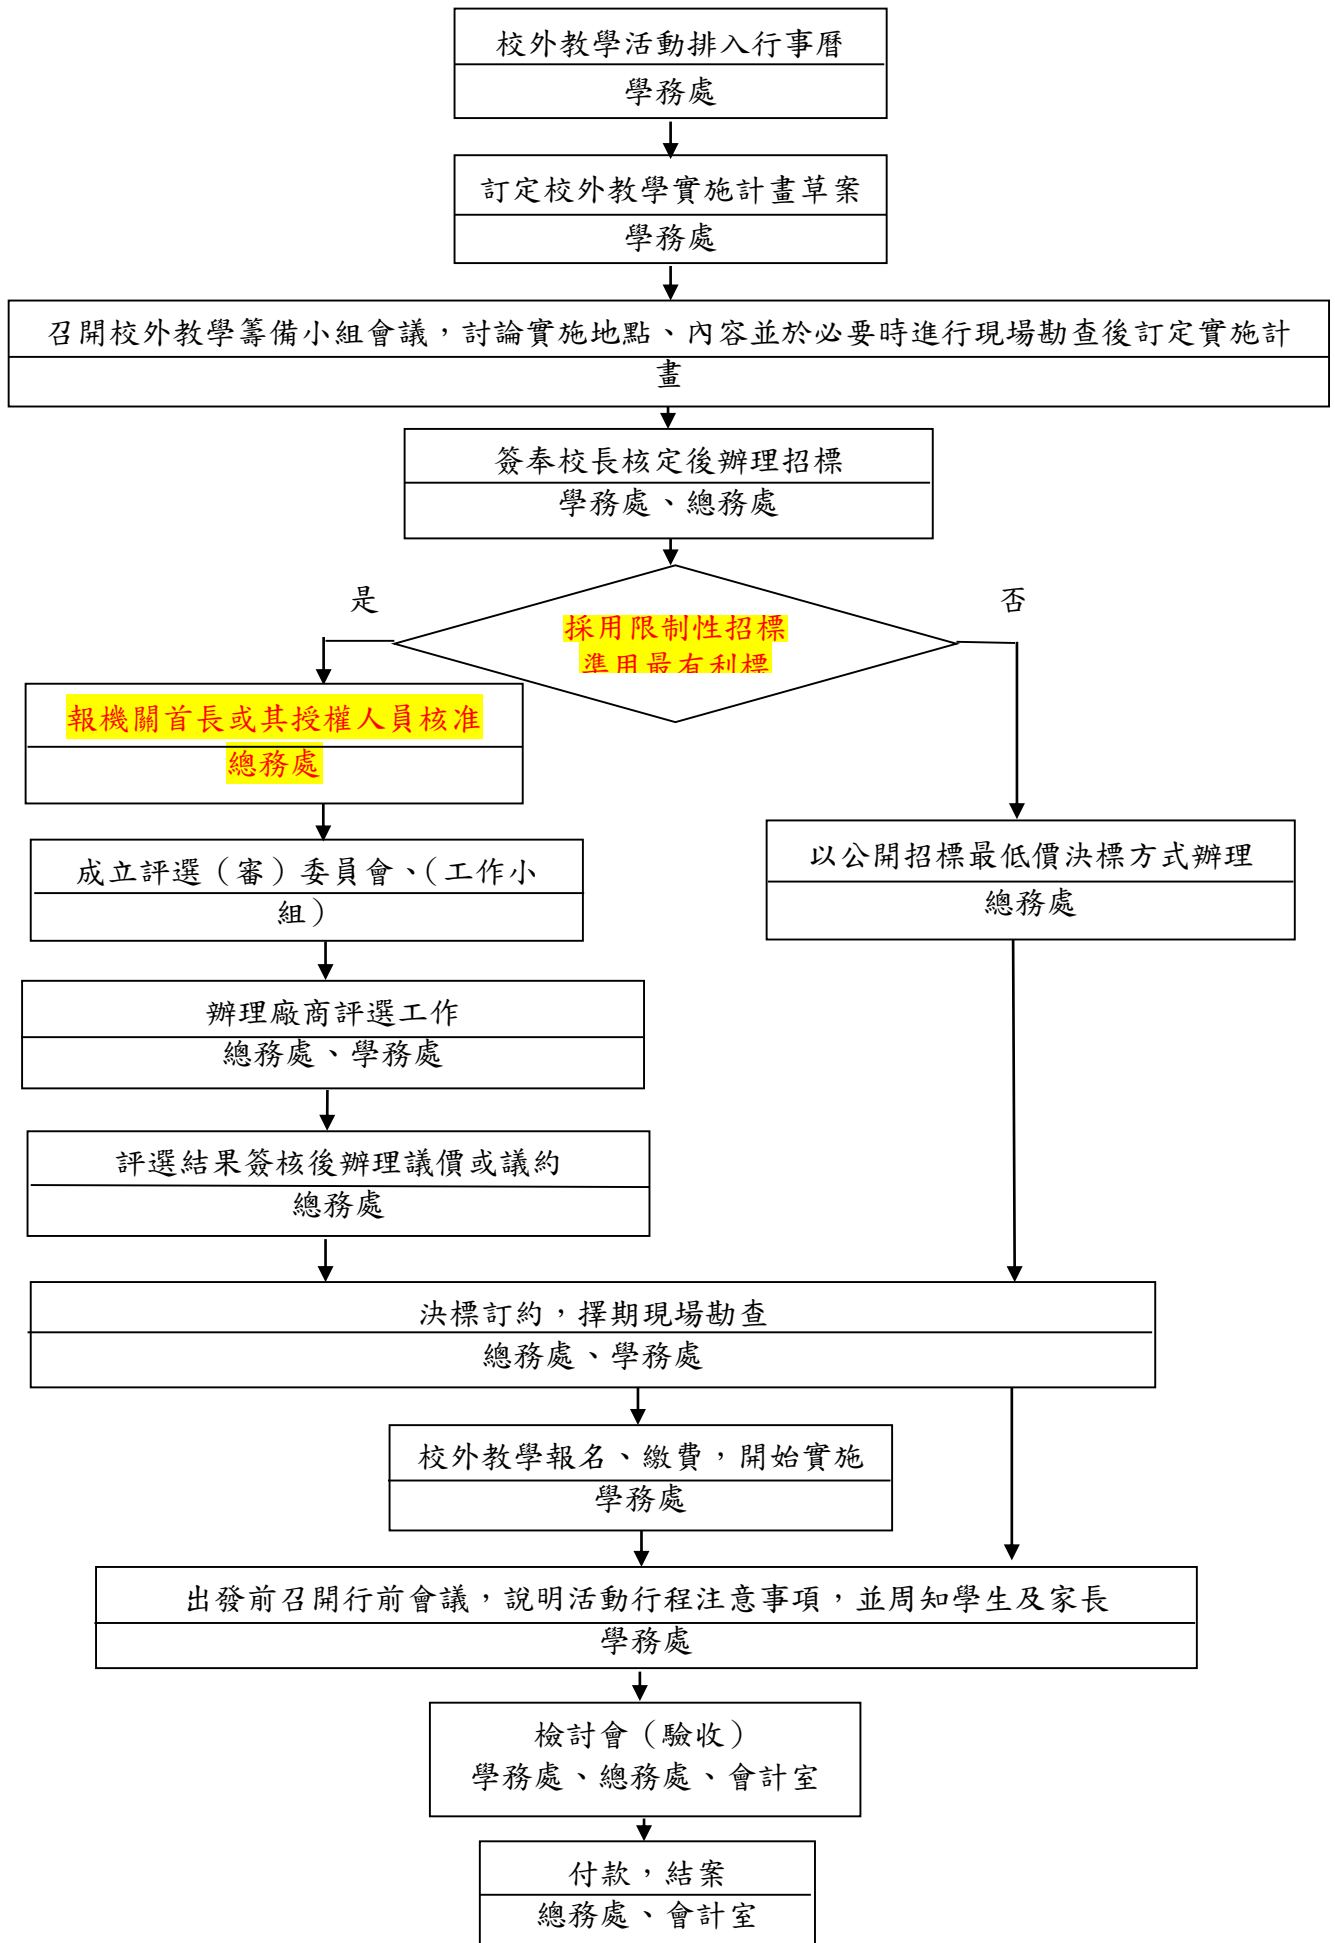 校外教學活動排入行事曆
學務處
訂定校外教學實施計畫草案
學務處
召開校外教學籌備小組會議，討論實施地點、內容並於必要時進行現場勘查後訂定實施計
畫
簽奉校長核定後辦理招標
學務處、總務處
是
否
採用限制性招標
準用最有利標
報機關首長或其授權人員核准
總務處
成立評選（審）委員會、（工作小
組）
以公開招標最低價決標方式辦理
總務處
辦理廠商評選工作
總務處、學務處
評選結果簽核後辦理議價或議約
總務處
決標訂約，擇期現場勘查
總務處、學務處
校外教學報名、繳費，開始實施
學務處
出發前召開行前會議，說明活動行程注意事項，並周知學生及家長
學務處
檢討會（驗收）
學務處、總務處、會計室
付款，結案
總務處、會計室